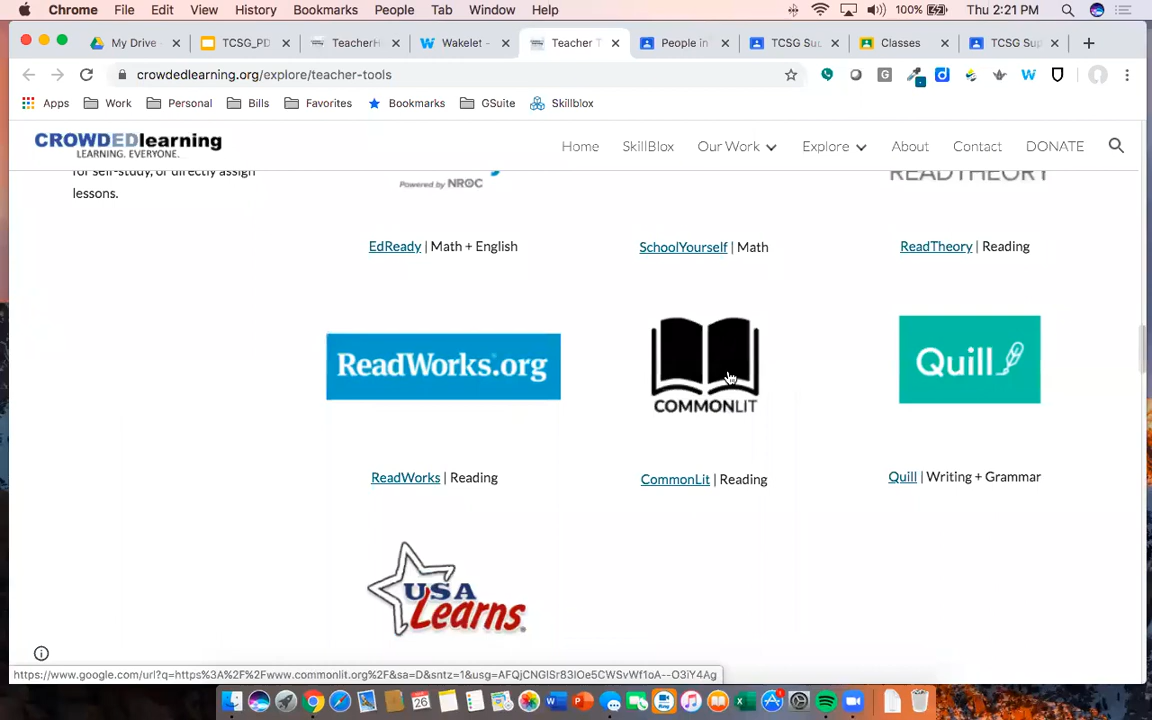 Chrome File Edit View History Bookmarks People Tab Window Help 100% Thu 2:21 PM
My Drive TCSG_PD TeacherH Wakelet - Teacher T People in TCSG Suc Classes TCSG Sup
crowdedlearning.org/explore/teacher-tools
Apps Work Personal Bills Favorites Bookmarks GSuite Skillblox
CROWDEDlearning
LEARNING. EVERYONE.
Home SkillBlox Our Work Explore About Contact DONATE
for self-study, or directly assign
lessons.
Powered by NROC
READTHEORY
EdReady | Math + English
SchoolYourself | Math
ReadTheory | Reading
ReadWorks.org
COMMONLIT
Quill
ReadWorks | Reading
CommonLit | Reading
Quill | Writing + Grammar
USA
Learns
https://www.google.com/url?q=https%3A%2F%2Fwww.commonlit.org%2F&sa=D&sntz=1&usg=AFQjCNGlSr83lOe5CWSvWf1oA--O3iY4Ag